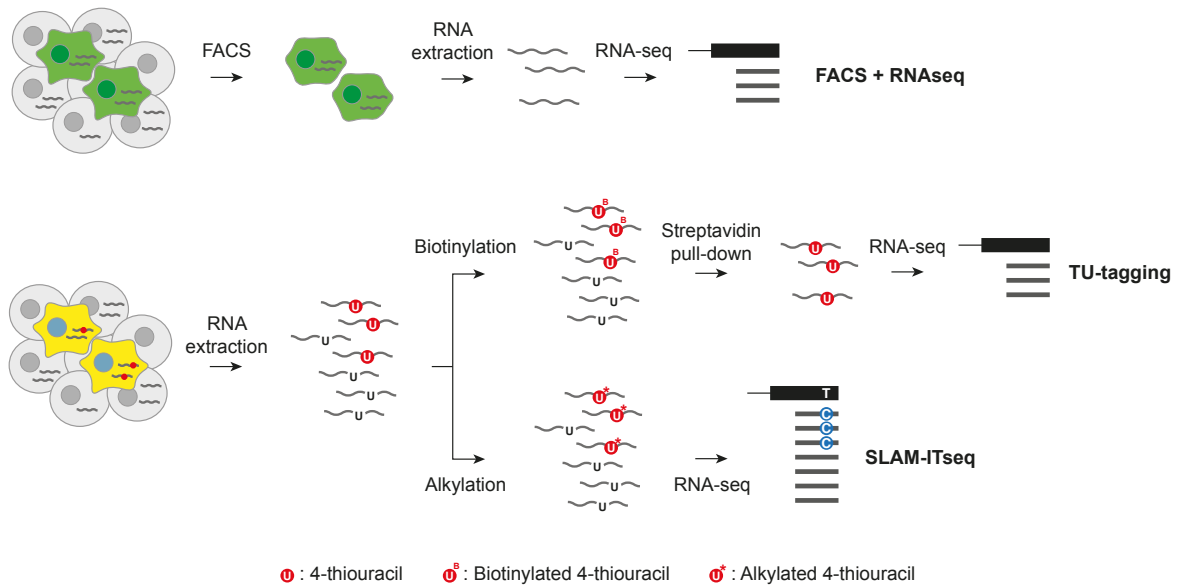 FACS
RNA
extraction
RNA-seq
FACS + RNAseq
RNA
extraction
U
U
U
U
U
U
U
Biotinylation
U B
U B
U
U B
U
U
U
Streptavidin
pull-down
U
U
U
RNA-seq
TU-tagging
Alkylation
U*
U*
U
U*
U
U
U
RNA-seq
T
C
C
C
SLAM-ITseq
U : 4-thiouracil
U B : Biotinylated 4-thiouracil
U* : Alkylated 4-thiouracil